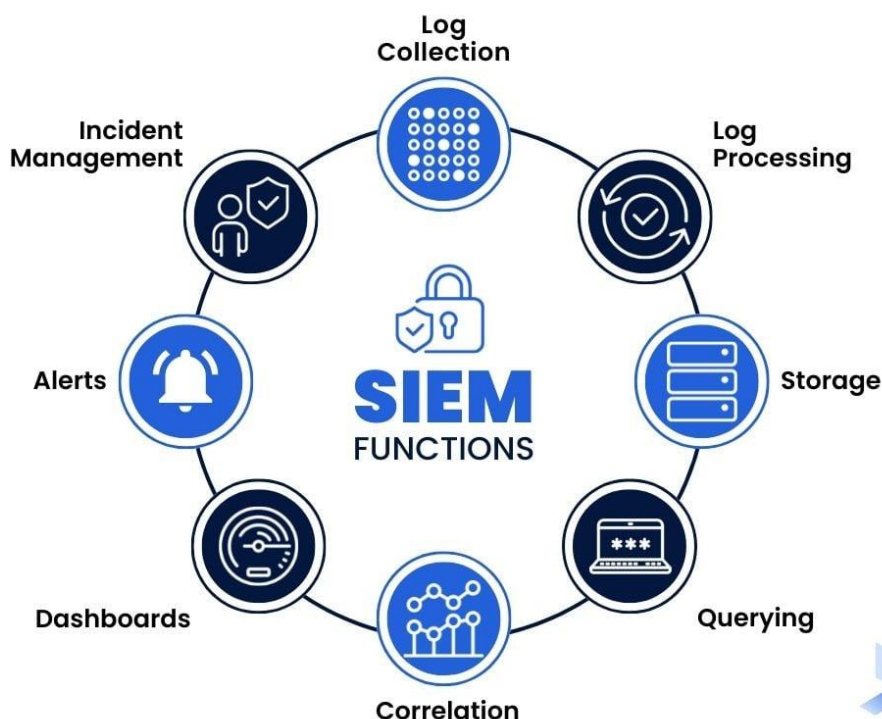 Log
Collection
Incident
Management
Log
Processing
Alerts
SIEM
FUNCTIONS
Storage
***
Dashboards
Querying
Correlation